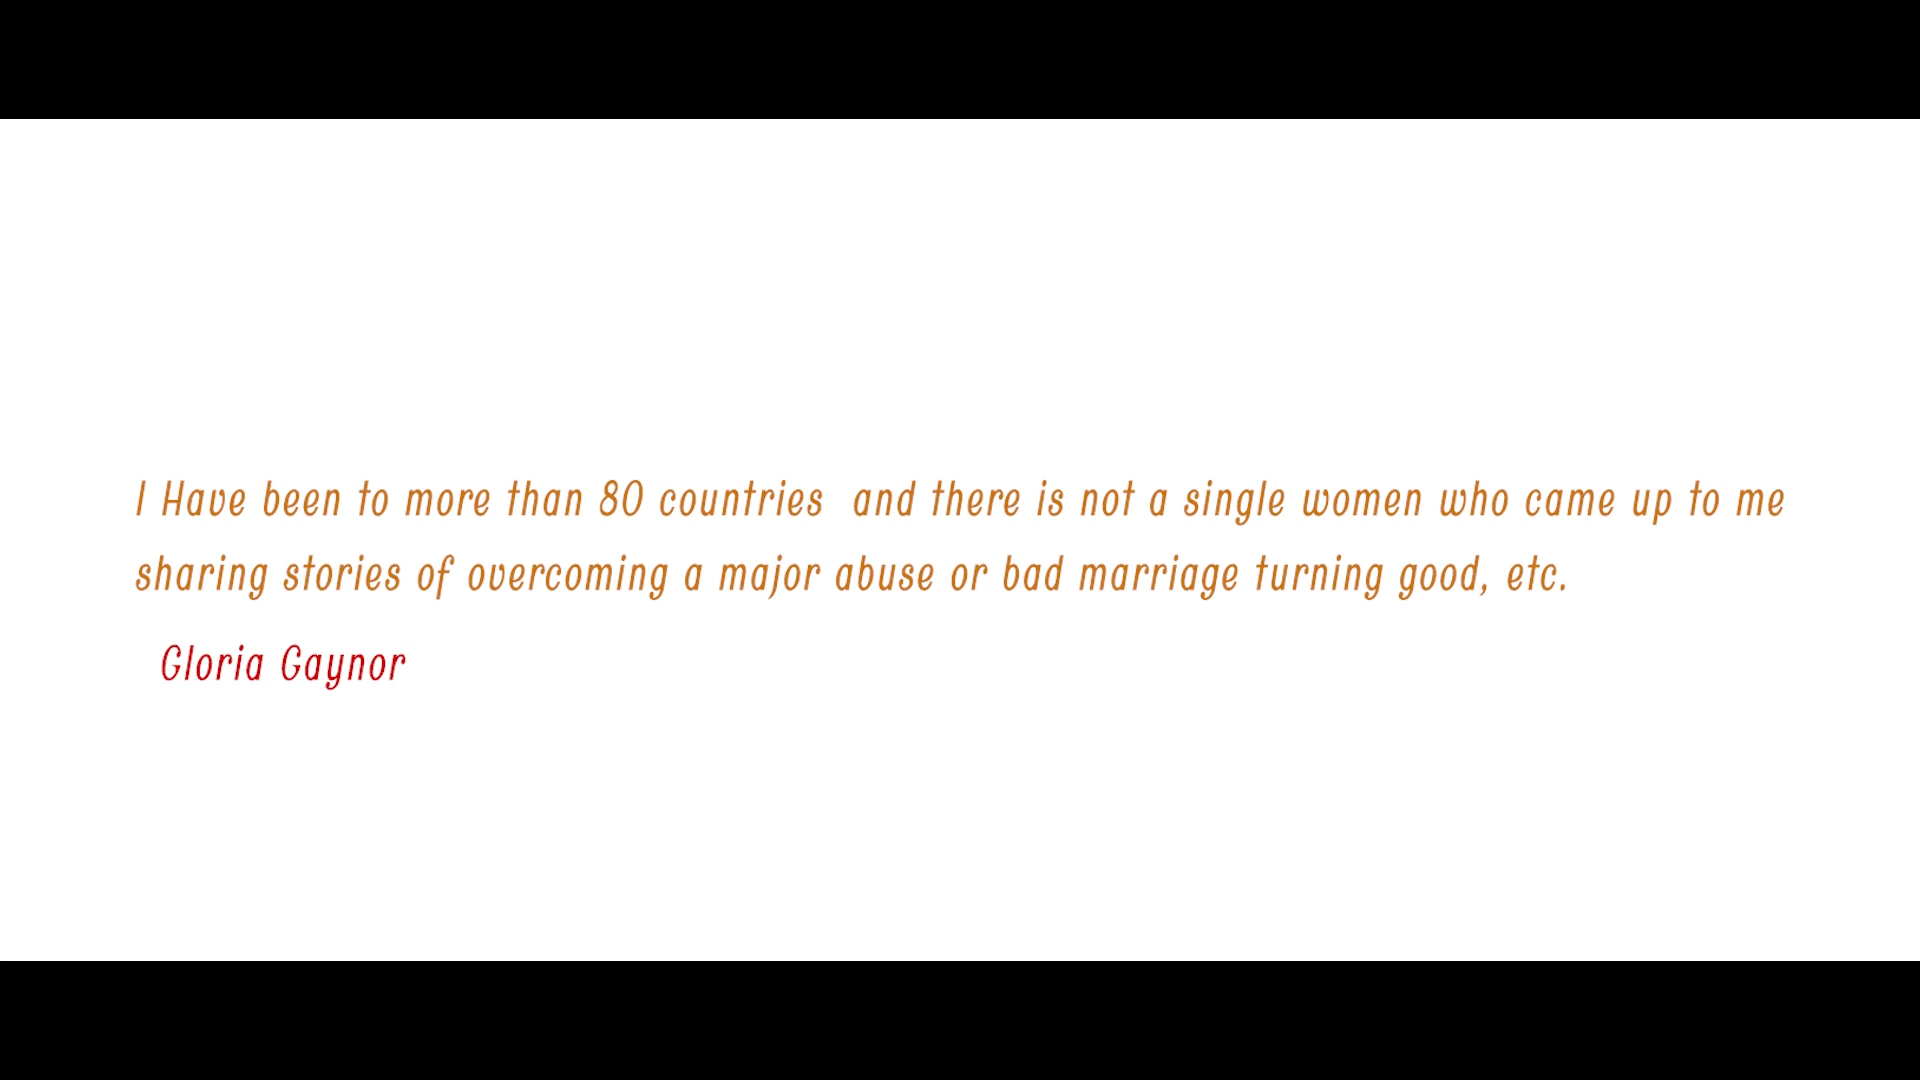 I Have been to more than 80 countries  and there is not a single women who came up to me
sharing stories of overcoming a major abuse or bad marriage turning good, etc.
Gloria Gaynor